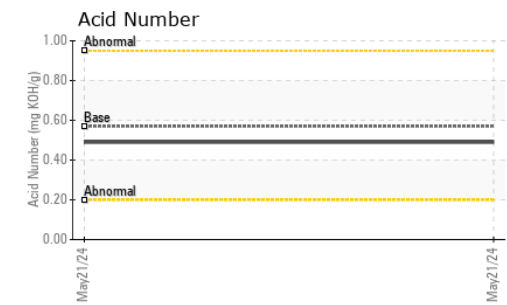 Acid Number
Acid Number (mg KOH/g)
1.00
Abnormal
0.80
0.60
Base
0.40
Abnormal
0.20
0.00
May21/24
May21/24